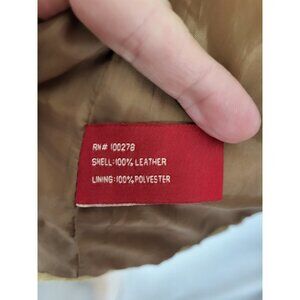 RN# 100278
SHELL:100% LEATHER
LINING:100%POLYESTER